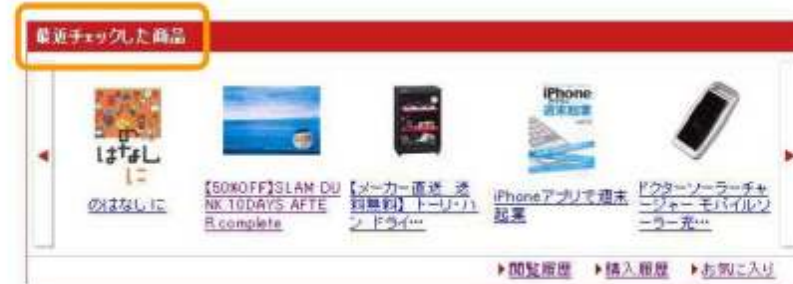 最近チェックした商品
iPhone
週末起業
のはなし
に
のはなしに
【50%OFF】SLAM DU
NK 10DAYS AFTE
R complete
【メーカー直送 送
料無料】トーリ・ハ
ン ドライ…
iPhoneアプリで週末
起業
ドクターソーラーチャ
ージャー モバイルソ
ーラー充…
閲覧履歴 購入履歴 お気に入り